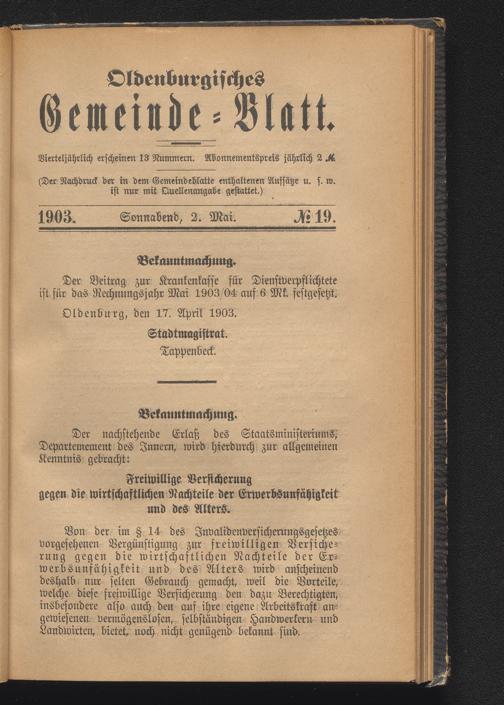 Oldenburgisches
Gemeinde-Blatt.
Vierteljährlich erscheinen 13 Nummern. Abonnementspreis jährlich 2 ℳ.
(Der Nachdruck der in dem Gemeindeblatte enthaltenen Aufsätze u. s. w.
ist nur mit Quellenangabe gestattet.)
1903. Sonnabend, 2. Mai. № 19.
Bekanntmachung.
Der Beitrag zur Krankenkasse für Dienstverpflichtete
ist für das Rechnungsjahr Mai 1903/04 auf 6 Mk. festgesetzt.
Oldenburg, den 17. April 1903.
Stadtmagistrat.
Tappenbeck.
Bekanntmachung.
Der nachstehende Erlaß des Staatsministeriums,
Departement des Innern, wird hierdurch zur allgemeinen
Kenntnis gebracht:
Freiwillige Versicherung
gegen die wirtschaftlichen Nachteile der Erwerbsunfähigkeit
und des Alters.
Von der im § 14 des Invalidenversicherungsgesetzes
vorgesehenen Vergünstigung zur freiwilligen Versiche-
rung gegen die wirtschaftlichen Nachteile der Er-
werbsunfähigkeit und des Alters wird anscheinend
deshalb nur selten Gebrauch gemacht, weil die Vorteile,
welche diese freiwillige Versicherung den dazu Berechtigten,
insbesondere also auch den auf ihre eigene Arbeitskraft an-
gewiesenen vermögenslosen, selbständigen Handwerkern und
Landwirten, bietet, noch nicht genügend bekannt sind.